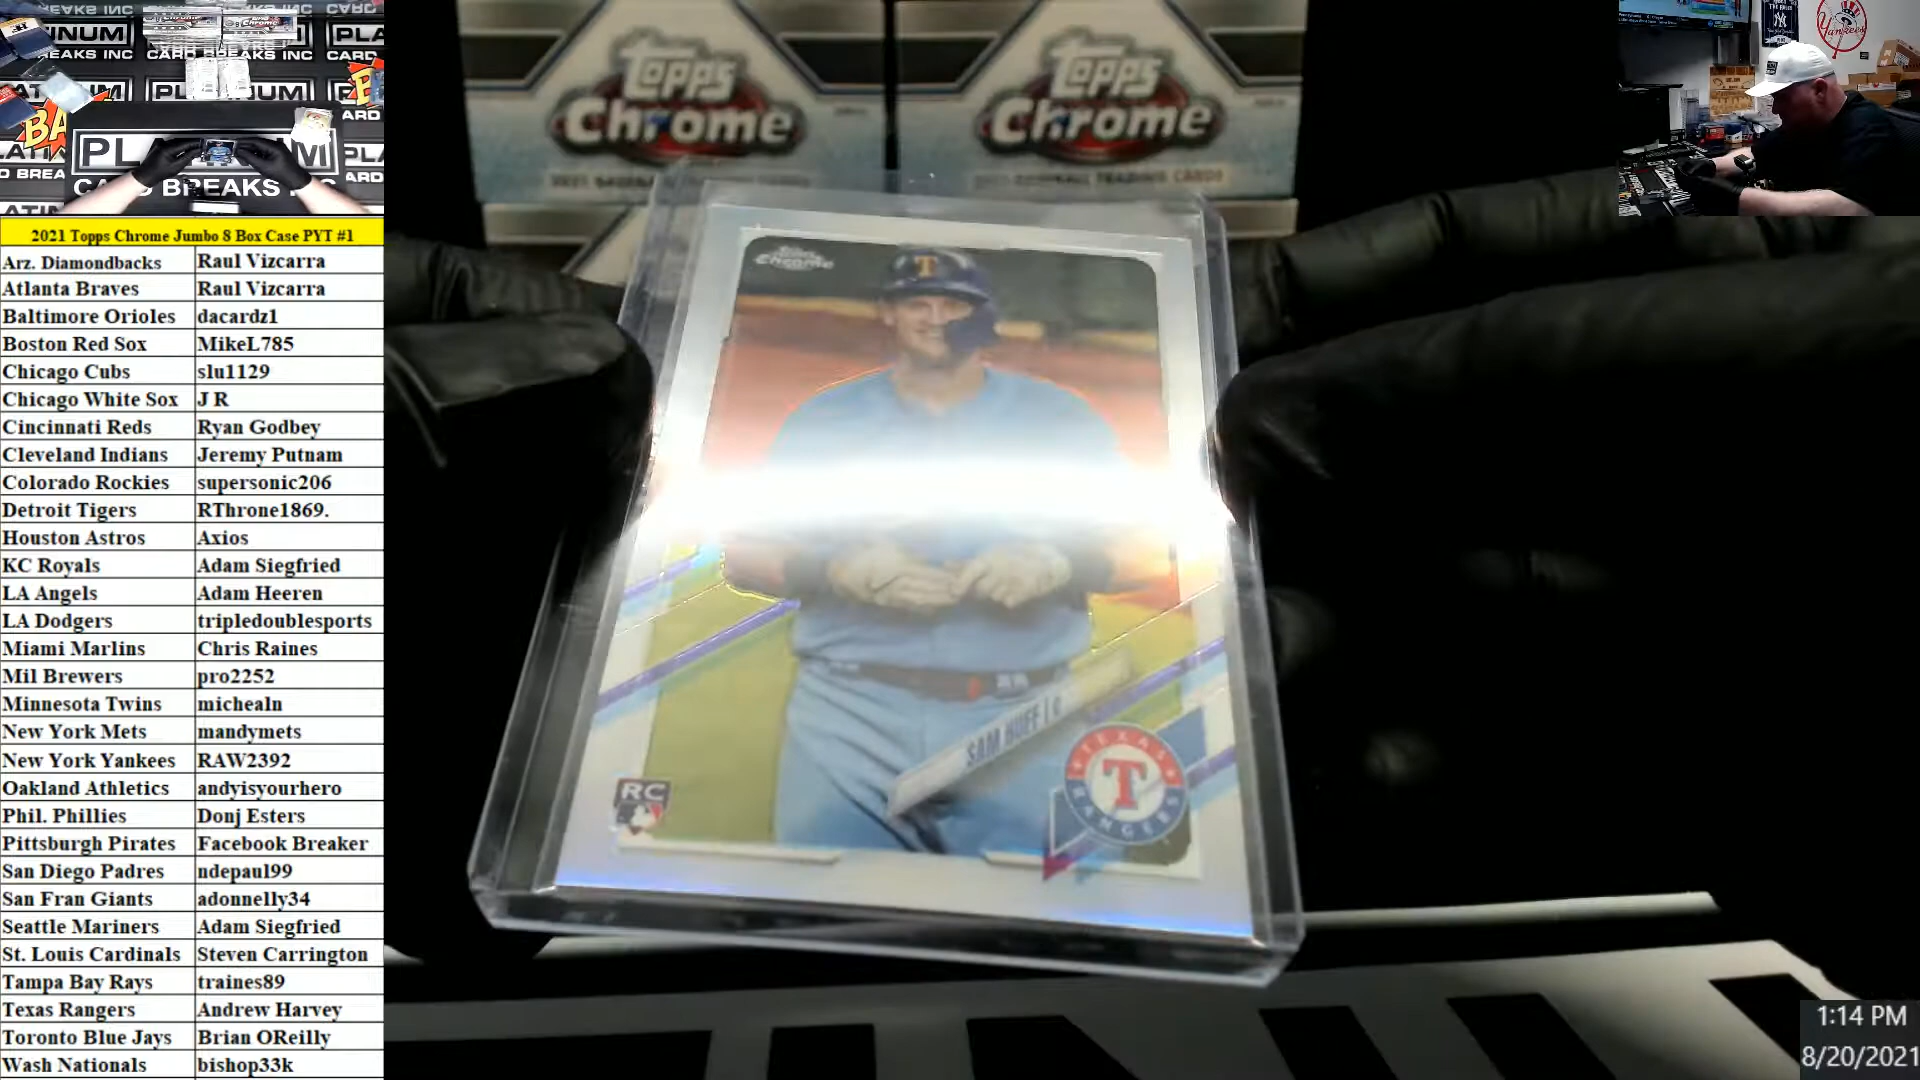 PLATINUM
CARD BREAKS INC
2021 Topps Chrome Jumbo 8 Box Case PYT #1
Arz. Diamondbacks Raul Vizcarra
Atlanta Braves Raul Vizcarra
Baltimore Orioles dacardz1
Boston Red Sox MikeL785
Chicago Cubs slu1129
Chicago White Sox J R
Cincinnati Reds Ryan Godbey
Cleveland Indians Jeremy Putnam
Colorado Rockies supersonic206
Detroit Tigers RThrone1869.
Houston Astros Axios
KC Royals Adam Siegfried
LA Angels Adam Heeren
LA Dodgers tripledoublesports
Miami Marlins Chris Raines
Mil Brewers pro2252
Minnesota Twins michealn
New York Mets mandymets
New York Yankees RAW2392
Oakland Athletics andyisyourhero
Phil. Phillies Donj Esters
Pittsburgh Pirates Facebook Breaker
San Diego Padres ndepaul99
San Fran Giants adonnelly34
Seattle Mariners Adam Siegfried
St. Louis Cardinals Steven Carrington
Tampa Bay Rays traines89
Texas Rangers Andrew Harvey
Toronto Blue Jays Brian OReilly
Wash Nationals bishop33k
Topps
Chrome
Topps
Chrome
Topps
Chrome
T
SAM HUFF | C
RC
TEXAS
T
RANGERS
Yankees
1:14 PM
8/20/2021